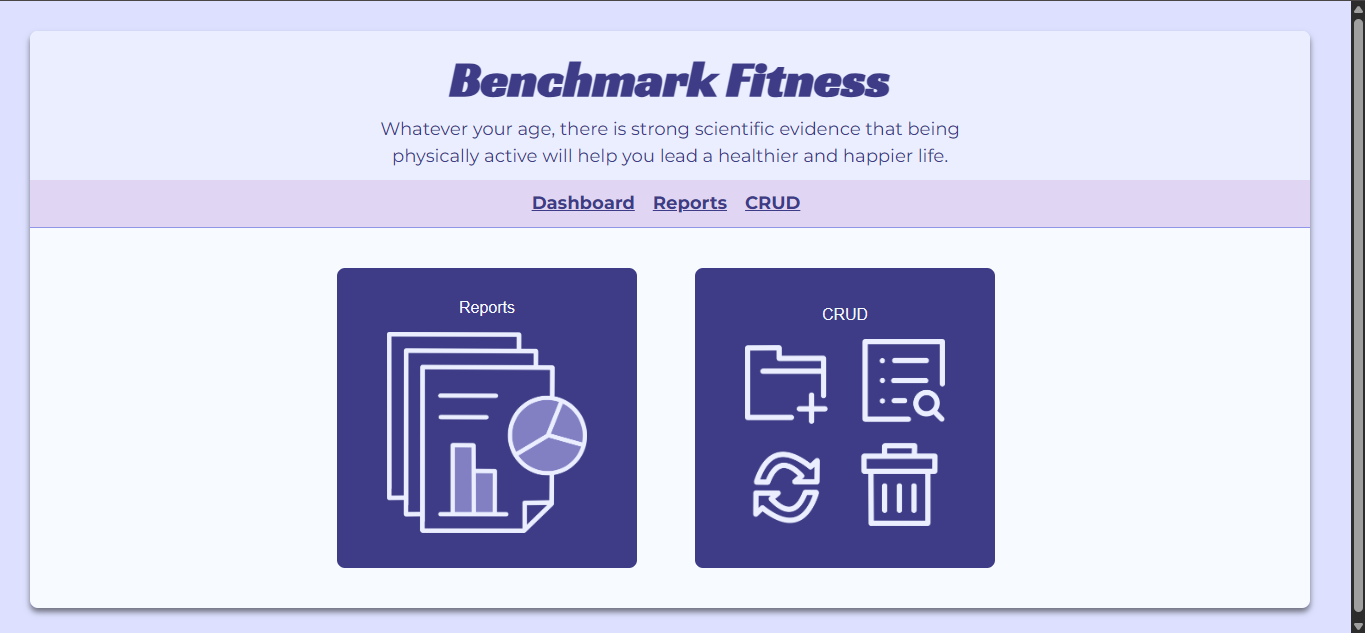 Benchmark Fitness
Whatever your age, there is strong scientific evidence that being
physically active will help you lead a healthier and happier life.
Dashboard Reports CRUD
Reports
CRUD